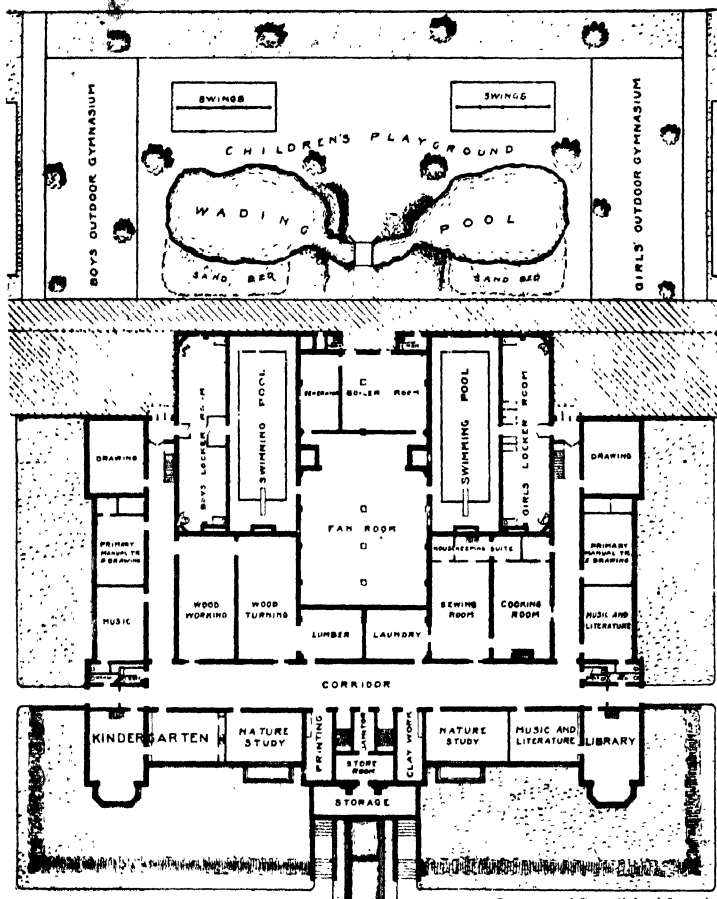 SWINGS
SWINGS
CHILDREN'S PLAYGROUND
BOYS OUTDOOR GYMNASIUM
GIRLS' OUTDOOR GYMNASIUM
WADING POOL
SAND BED
SAND BED
BOYS LOCKER ROOM
SWIMMING POOL
BOILER ROOM
SWIMMING POOL
GIRLS LOCKER ROOM
DRAWING
DRAWING
FAN ROOM
PRIMARY
MANUAL TR.
& DRAWING
HOUSEKEEPING SUITE
PRIMARY
MANUAL TR.
& DRAWING
MUSIC
WOOD
WORKING
WOOD
TURNING
LUMBER
LAUNDRY
SEWING
ROOM
COOKING
ROOM
MUSIC AND
LITERATURE
CORRIDOR
KINDERGARTEN
NATURE
STUDY
PRINTING
JANITOR
STORE
ROOM
CLAY WORK
NATURE
STUDY
MUSIC AND
LITERATURE
LIBRARY
STORAGE